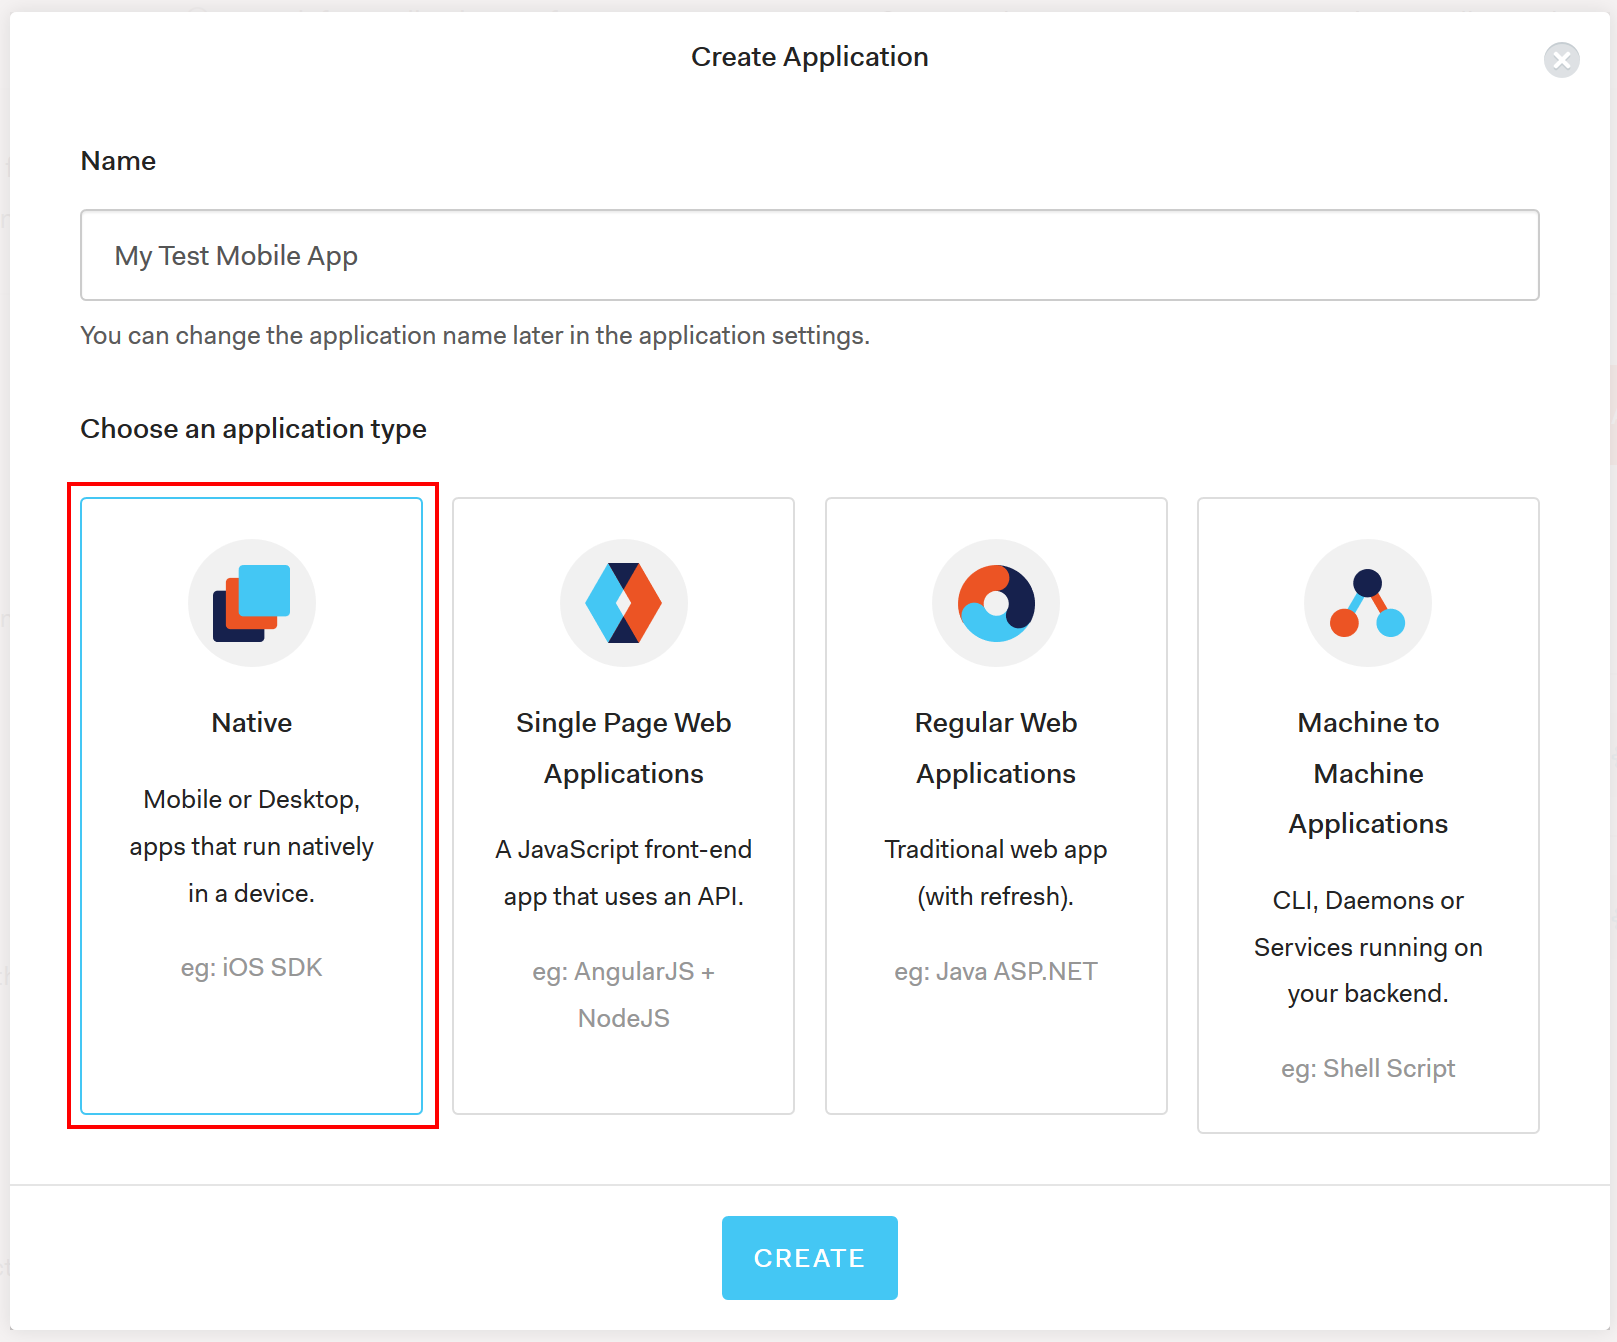 Create Application
Name
My Test Mobile App
You can change the application name later in the application settings.
Choose an application type
Native
Mobile or Desktop,
apps that run natively
in a device.
eg: iOS SDK
Single Page Web
Applications
A JavaScript front-end
app that uses an API.
eg: AngularJS +
NodeJS
Regular Web
Applications
Traditional web app
(with refresh).
eg: Java ASP.NET
Machine to
Machine
Applications
CLI, Daemons or
Services running on
your backend.
eg: Shell Script
CREATE